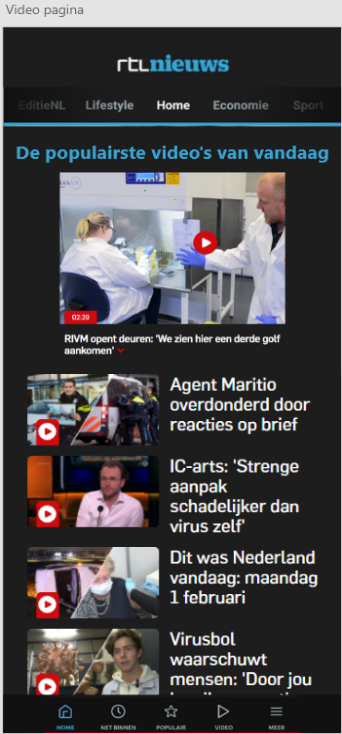 Video pagina
rtlnieuws
EditieNL Lifestyle Home Economie Sport
De populairste video's van vandaag
02:29
RIVM opent deuren: 'We zien hier een derde golf
aankomen'
Agent Maritio
overdonderd door
reacties op brief
IC-arts: 'Strenge
aanpak
schadelijker dan
virus zelf'
Dit was Nederland
vandaag: maandag
1 februari
Virusbol
waarschuwt
mensen: 'Door jou
HOME NET BINNEN POPULAIR VIDEO MEER